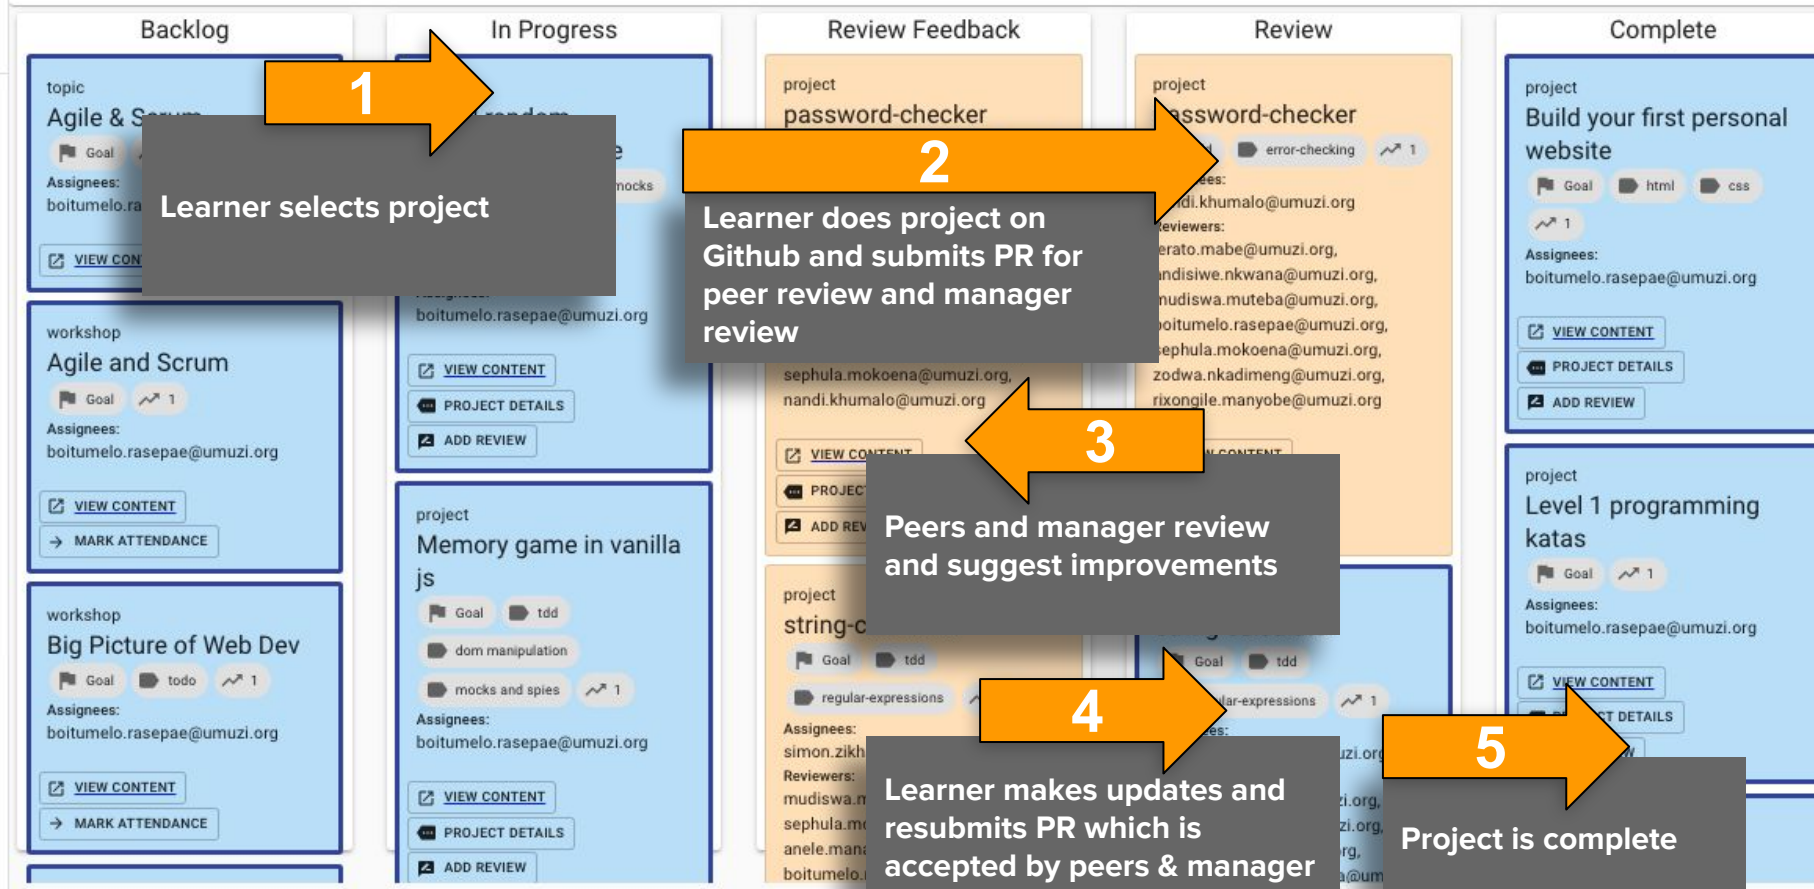 Backlog
topic
Agile &
Goal
Assignees:
VIEW
workshop
Agile and Scrum
Goal
1
Assignees:
boitumelo.rasepae@umuzi.org
VIEW CONTENT
MARK ATTENDANCE
workshop
Big Picture of Web Dev
Goal
todo
1
Assignees:
boitumelo.rasepae@umuzi.org
VIEW CONTENT
MARK ATTENDANCE
1
Learner selects project
In Progress
mocks
boitumelo.rasepae@umuzi.org
VIEW CONTENT
PROJECT DETAILS
ADD REVIEW
project
Memory game in vanilla
js
Goal
tdd
dom manipulation
mocks and spies
1
Assignees:
boitumelo.rasepae@umuzi.org
VIEW CONTENT
PROJECT DETAILS
ADD REVIEW
2
Learner does project on
Github and submits PR for
peer review and manager
review
Review Feedback
project
password-checker
sephula.mokoena@umuzi.org,
nandi.khumalo@umuzi.org
VIEW CONTENT
ADD
project
Goal
tdd
regular-expressions
Assignees:
Reviewers:
3
Peers and manager review
and suggest improvements
4
Learner makes updates and
resubmits PR which is
accepted by peers & manager
Review
project
password-checker
error-checking
1
zodwa.nkadimeng@umuzi.org,
rixongile.manyobe@umuzi.org
Goal
tdd
1
5
Project is complete
Complete
project
Build your first personal
website
Goal
html
css
1
Assignees:
boitumelo.rasepae@umuzi.org
VIEW CONTENT
PROJECT DETAILS
ADD REVIEW
project
Level 1 programming
katas
Goal
1
Assignees:
boitumelo.rasepae@umuzi.org
VIEW CONTENT
DETAILS